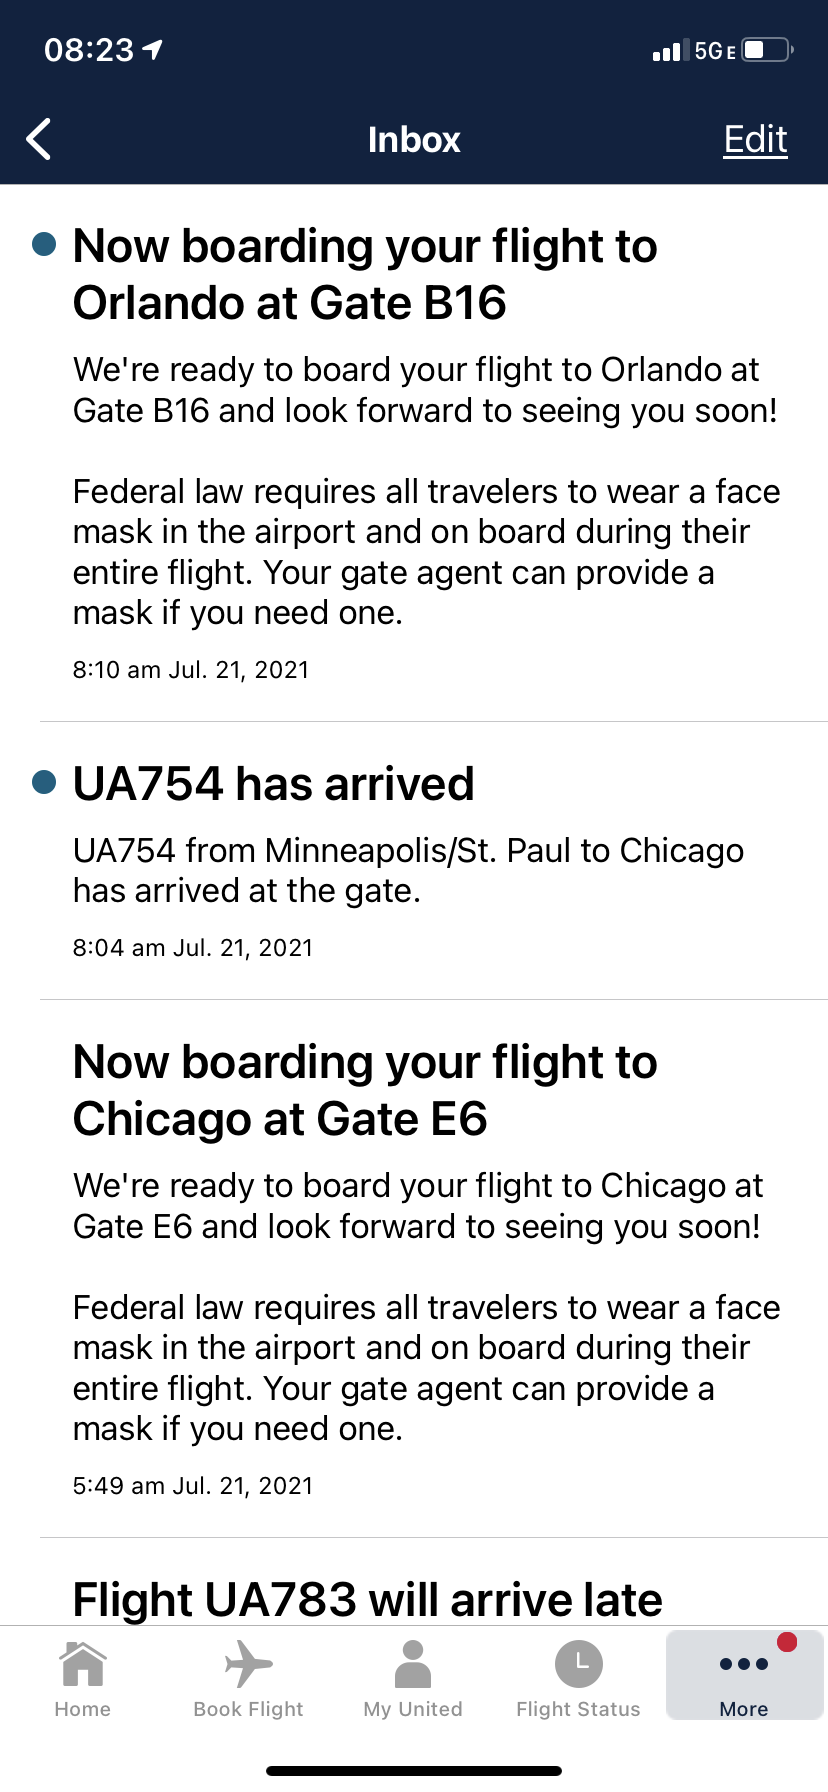 08:23
5GE
Inbox
Edit
Now boarding your flight to
Orlando at Gate B16
We're ready to board your flight to Orlando at
Gate B16 and look forward to seeing you soon!
Federal law requires all travelers to wear a face
mask in the airport and on board during their
entire flight. Your gate agent can provide a
mask if you need one.
8:10 am Jul. 21, 2021
UA754 has arrived
UA754 from Minneapolis/St. Paul to Chicago
has arrived at the gate.
8:04 am Jul. 21, 2021
Now boarding your flight to
Chicago at Gate E6
We're ready to board your flight to Chicago at
Gate E6 and look forward to seeing you soon!
Federal law requires all travelers to wear a face
mask in the airport and on board during their
entire flight. Your gate agent can provide a
mask if you need one.
5:49 am Jul. 21, 2021
Flight UA783 will arrive late
Home
Book Flight
My United
Flight Status
More